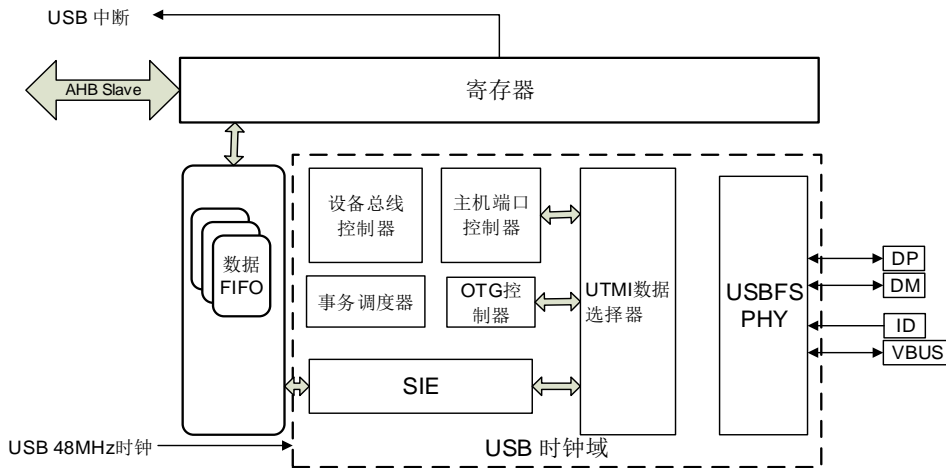 USB 中断
AHB Slave
寄存器
设备总线
控制器
主机端口
控制器
数据
FIFO
事务调度器
OTG控
制器
UTMI数据
选择器
USBFS
PHY
DP
DM
ID
VBUS
SIE
USB 48MHz时钟
USB 时钟域